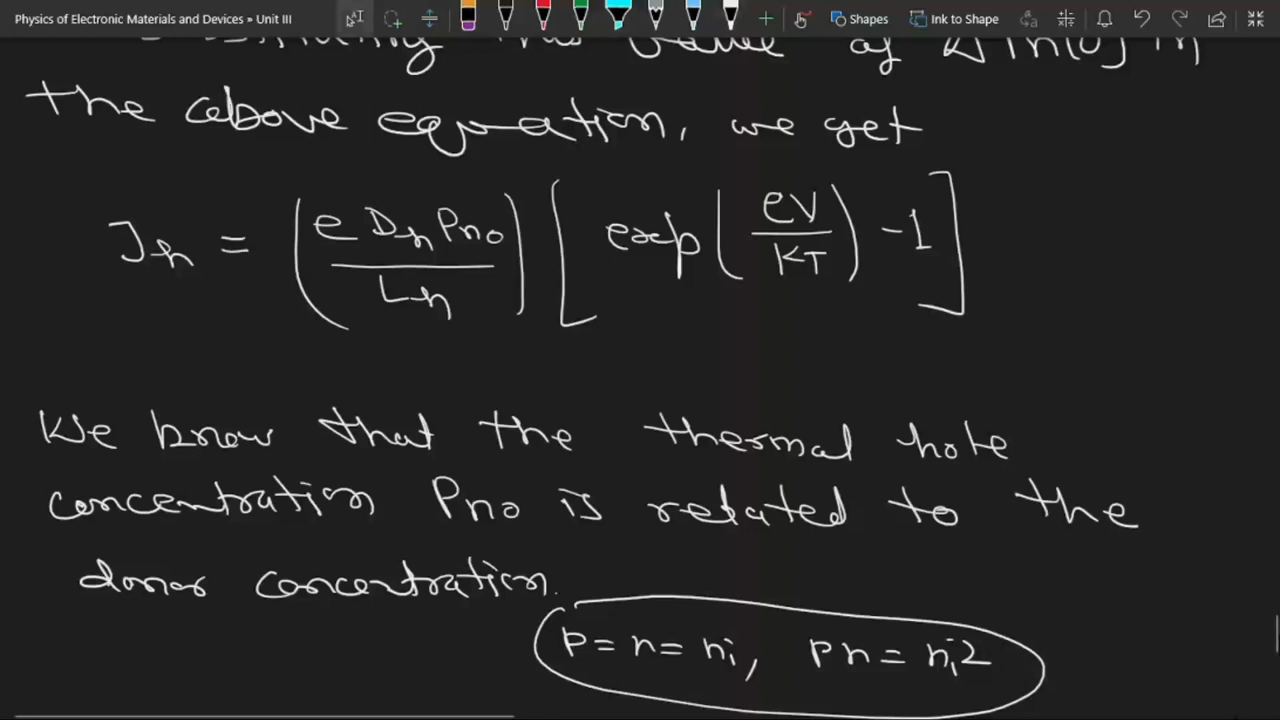 Physics of Electronic Materials and Devices » Unit III
Shapes
Ink to Shape
value of
the above equation, we get
Jh = (e Dh Pno / Lh) [exp(eV / KT) - 1]
We know that the thermal hole
concentration Pno is related to the
donor concentration.
P = n = ni, pn = ni2